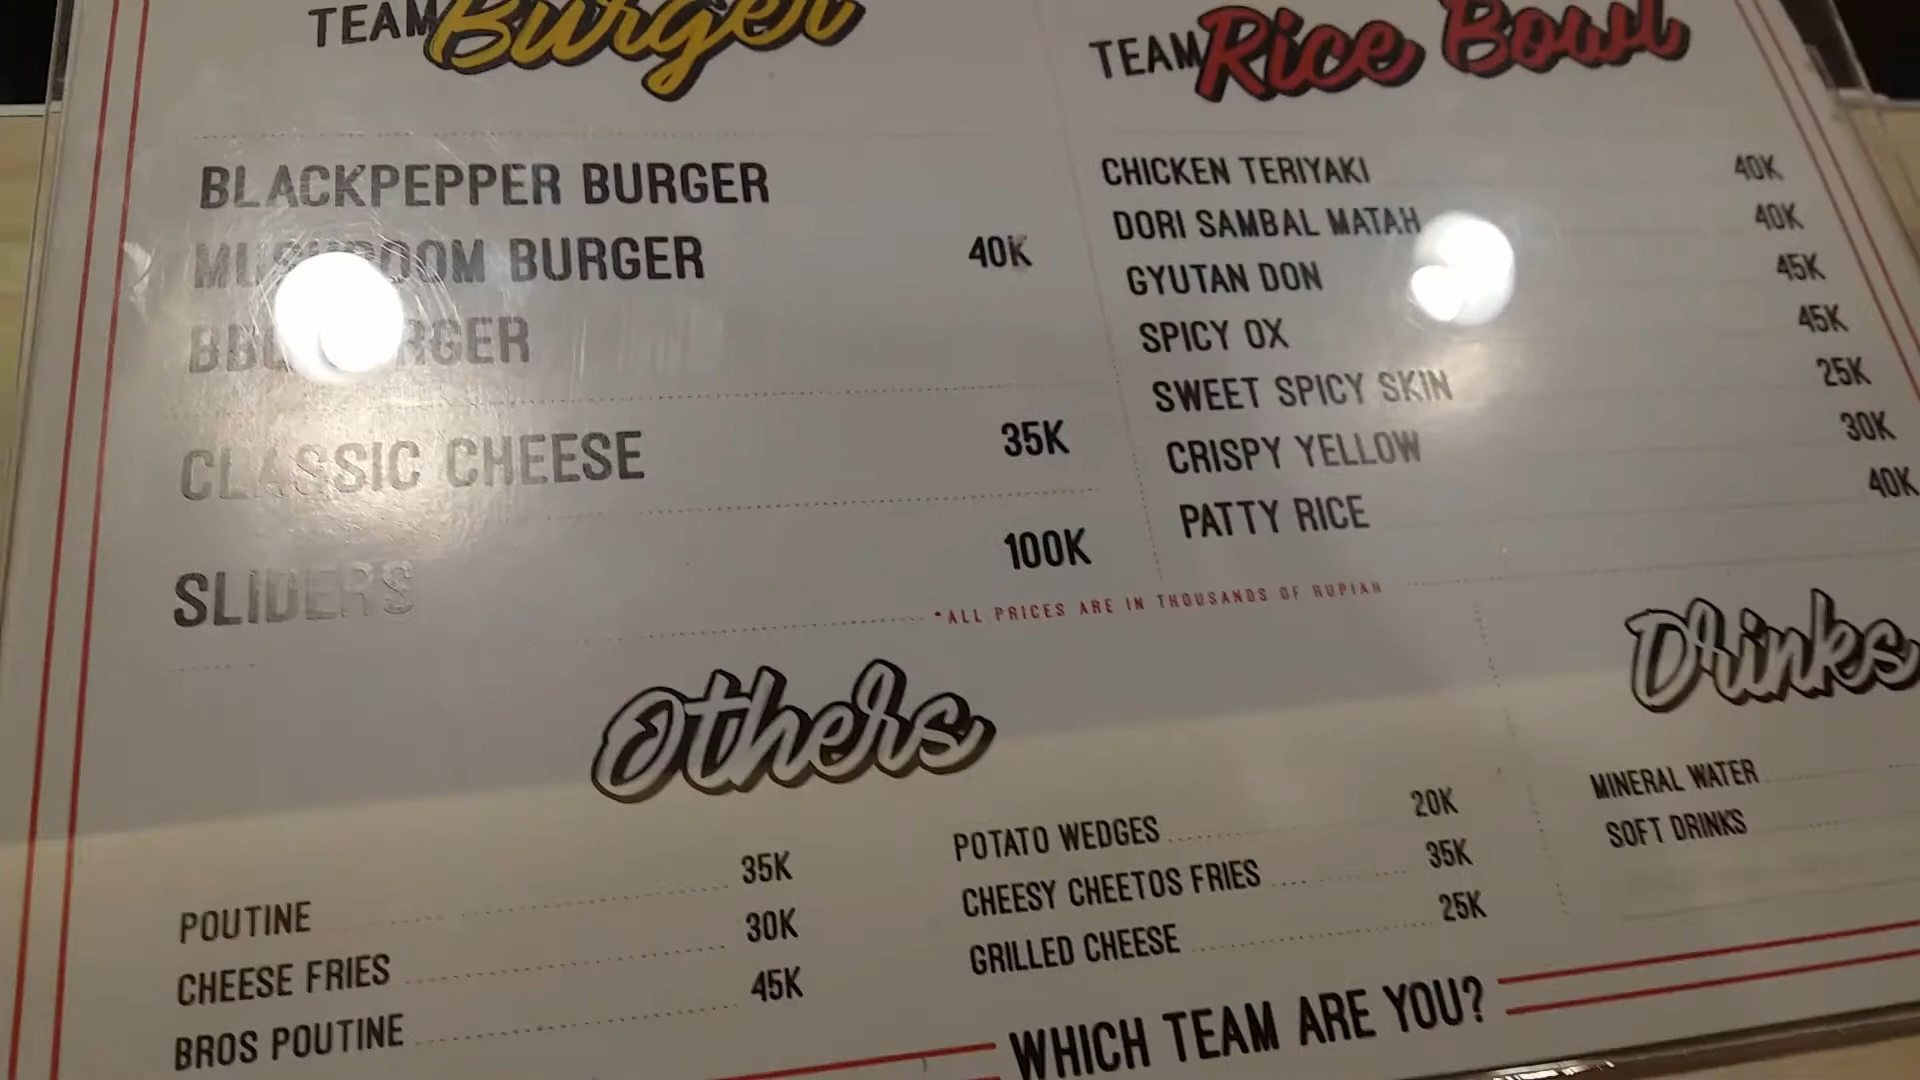 TEAM Burger
BLACKPEPPER BURGER
MUSHROOM BURGER 40K
BBQ BURGER
CLASSIC CHEESE 35K
SLIDERS 100K
TEAM Rice Bowl
CHICKEN TERIYAKI 40K
DORI SAMBAL MATAH 40K
GYUTAN DON 45K
SPICY OX 45K
SWEET SPICY SKIN 25K
CRISPY YELLOW 30K
PATTY RICE 40K
*ALL PRICES ARE IN THOUSANDS OF RUPIAH
Others
POUTINE 35K
CHEESE FRIES 30K
BROS POUTINE 45K
POTATO WEDGES 20K
CHEESY CHEETOS FRIES 35K
GRILLED CHEESE 25K
Drinks
MINERAL WATER
SOFT DRINKS
WHICH TEAM ARE YOU?